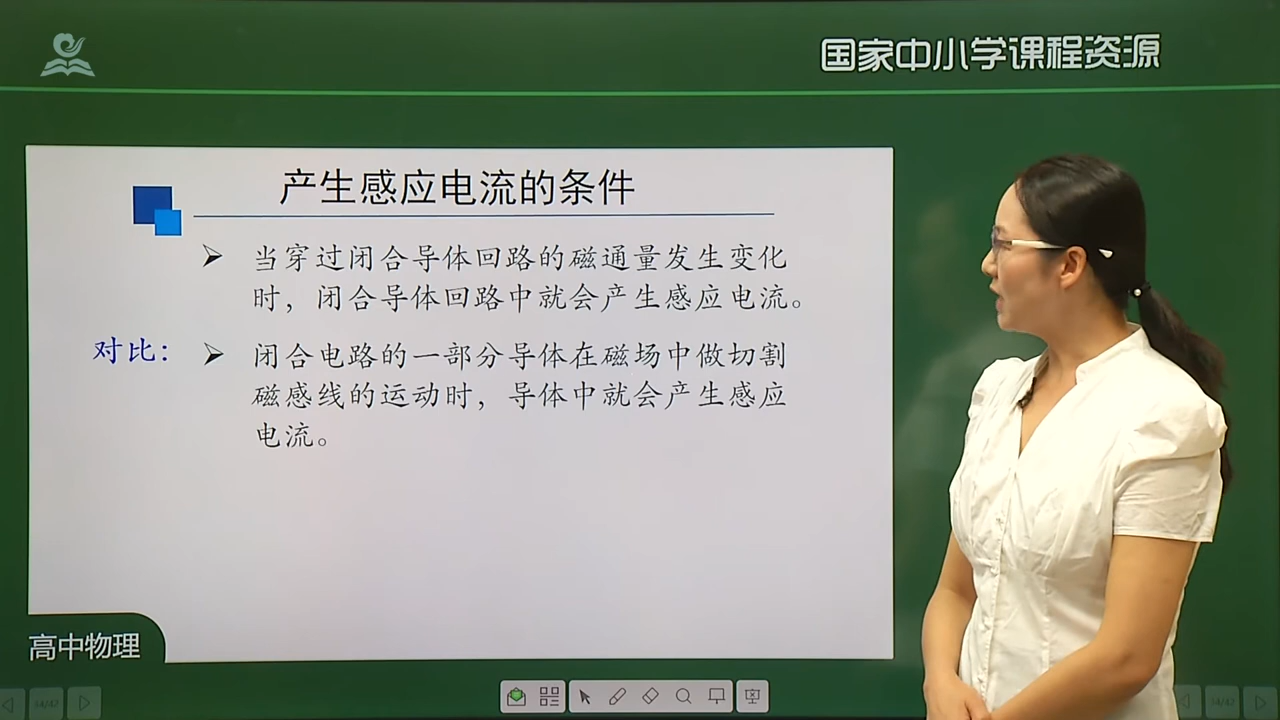 国家中小学课程资源
产生感应电流的条件
当穿过闭合导体回路的磁通量发生变化
时，闭合导体回路中就会产生感应电流。
对比：
闭合电路的一部分导体在磁场中做切割
磁感线的运动时，导体中就会产生感应
电流。
高中物理